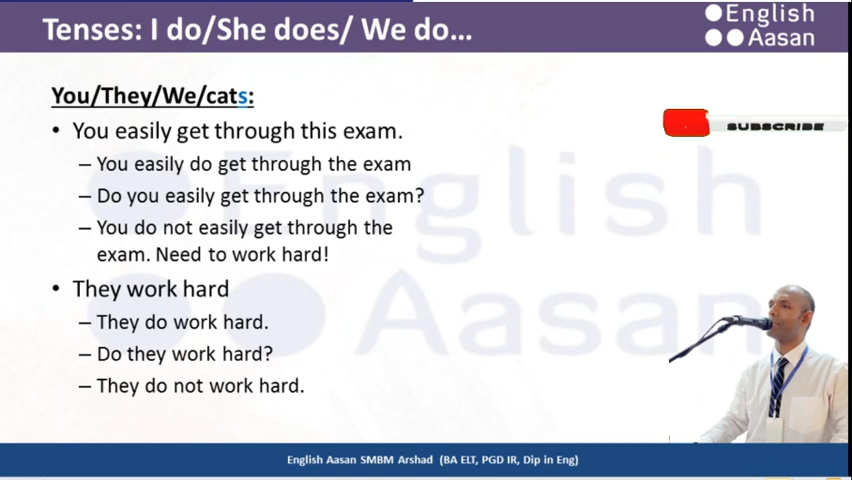 Tenses: I do/She does/ We do...
English
Aasan
You/They/We/cats:
• You easily get through this exam.
– You easily do get through the exam
– Do you easily get through the exam?
– You do not easily get through the
exam. Need to work hard!
• They work hard
– They do work hard.
– Do they work hard?
– They do not work hard.
SUBSCRIBE
English
Aasan
English Aasan SMBM Arshad (BA ELT, PGD IR, Dip in Eng)